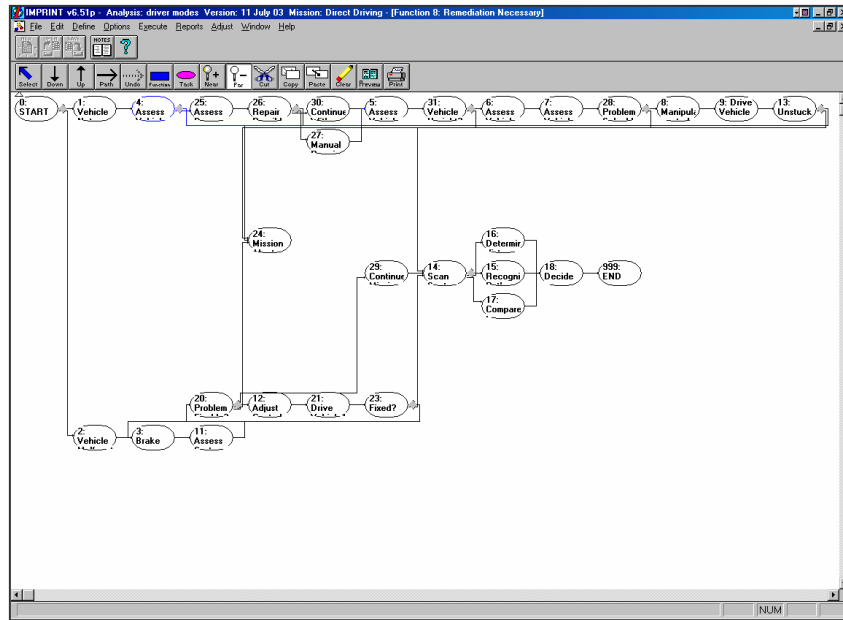 IMPRINT v6.51p - Analysis: driver modes Version: 11 July 03 Mission: Direct Driving - [Function 8: Remediation Necessary]
File Edit Define Options Execute Reports Adjust Window Help
NOTES
Select Down Up Path Undo Function Task Near Far Cut Copy Paste Clear Preview Print
0:
START
1:
Vehicle
4:
Assess
25:
Assess
26:
Repair
30:
Continue
5:
Assess
31:
Vehicle
6:
Assess
7:
Assess
28:
Problem
8:
Manipul
9: Drive
Vehicle
13:
Unstuck
27:
Manual
24:
Mission
16:
Determir
29:
Continue
14:
Scan
15:
Recogni
18:
Decide
999:
END
17:
Compare
20:
Problem
12:
Adjust
21:
Drive
23:
Fixed?
2:
Vehicle
3:
Brake
11:
Assess
NUM